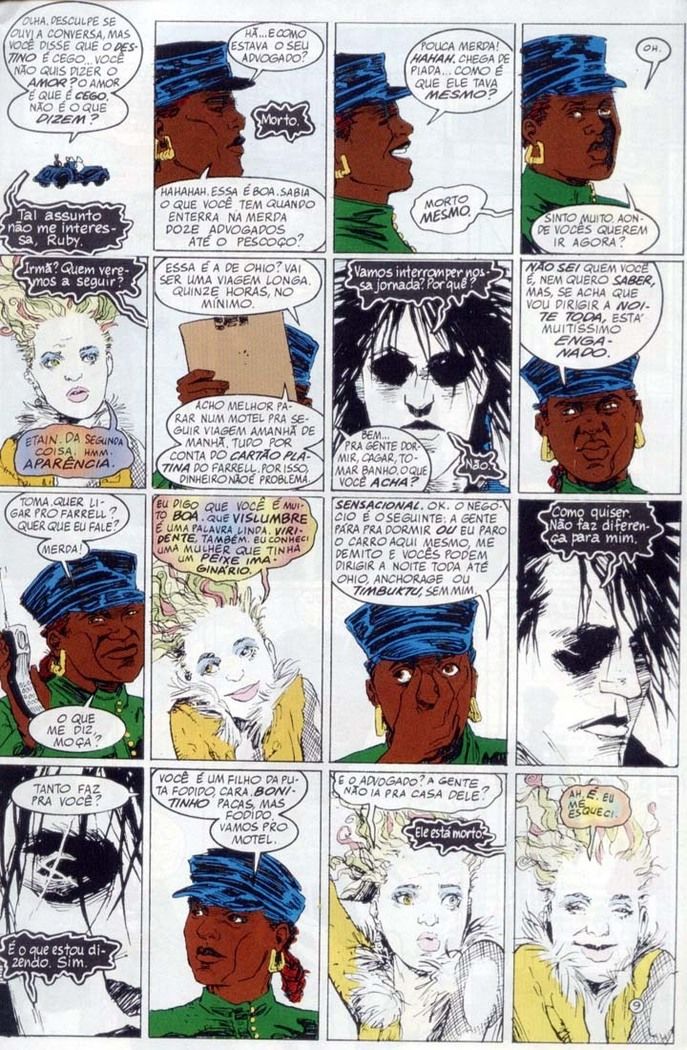 OLHA, DESCULPE SE
OUVI A CONVERSA, MAS
VOCÊ DISSE QUE O DES-
TINO É CEGO... VOCÊ
NÃO QUIS DIZER O
AMOR? O AMOR
É QUE É CEGO.
NÃO É O QUE
DIZEM?
Tal assunto
não me interes-
sa, Ruby.
HÃ...E COMO
ESTAVA O SEU
ADVOGADO?
Morto.
HAHAHAH. ESSA É BOA. SABIA
O QUE VOCÊ TEM QUANDO
ENTERRA NA MERDA
DOZE ADVOGADOS
ATÉ O PESCOÇO?
POUCA MERDA!
HAHAH. CHEGA DE
PIADA... COMO É
QUE ELE TAVA
MESMO?
MORTO
MESMO.
OH.
SINTO MUITO. AON-
DE VOCÊS QUEREM
IR AGORA?
Irmã? Quem vere-
mos a seguir?
ETAIN. DA SEGUNDA
COISA. HMM.
APARÊNCIA.
ESSA É A DE OHIO? VAI
SER UMA VIAGEM LONGA.
QUINZE HORAS, NO
MÍNIMO.
ACHO MELHOR PA-
RAR NUM MOTEL PRA SE-
GUIR VIAGEM AMANHÃ DE
MANHÃ. TUDO POR
CONTA DO CARTÃO PLÁ-
TINA DO FARRELL. POR ISSO,
DINHEIRO NÃO É PROBLEMA.
Vamos interromper nos-
sa jornada? Por quê?
BEM...
PRA GENTE DOR-
MIR, CAGAR, TO-
MAR BANHO, O QUE
VOCÊ ACHA?
Não.
NÃO SEI QUEM VOCÊ
É, NEM QUERO SABER,
MAS, SE ACHA QUE
VOU DIRIGIR A NOI-
TE TODA, ESTÁ
MUITÍSSIMO
ENGA-
NADO.
TOMA. QUER LI-
GAR PRO FARRELL?
QUER QUE EU FALE?
MERDA!
O QUE
ME DIZ,
MOÇA?
EU DIGO QUE VOCÊ É MUI-
TO BOA. QUE VISLUMBRE
É UMA PALAVRA LINDA. VIRI-
DENTE, TAMBÉM. EU CONHECI
UMA MULHER QUE TINHA
UM PEIXE IMA-
GINÁRIO.
SENSACIONAL. OK. O NEGÓ-
CIO É O SEGUINTE: A GENTE
PÁRA PRA DORMIR OU EU PARO
O CARRO AQUI MESMO, ME
DEMITO E VOCÊS PODEM
DIRIGIR A NOITE TODA ATÉ
OHIO, ANCHORAGE OU
TIMBUKTU, SEM MIM.
Como quiser.
Não faz diferen-
ça para mim.
TANTO FAZ
PRA VOCÊ?
É o que estou di-
zendo. Sim.
VOCÊ É UM FILHO DA PU-
TA FODIDO, CARA. BONI-
TINHO PACAS, MAS
FODIDO.
VAMOS PRO
MOTEL.
E O ADVOGADO? A GENTE
NÃO IA PRA CASA DELE?
Ele está morto.
AH, É. EU
ME
ESQUECI.
9